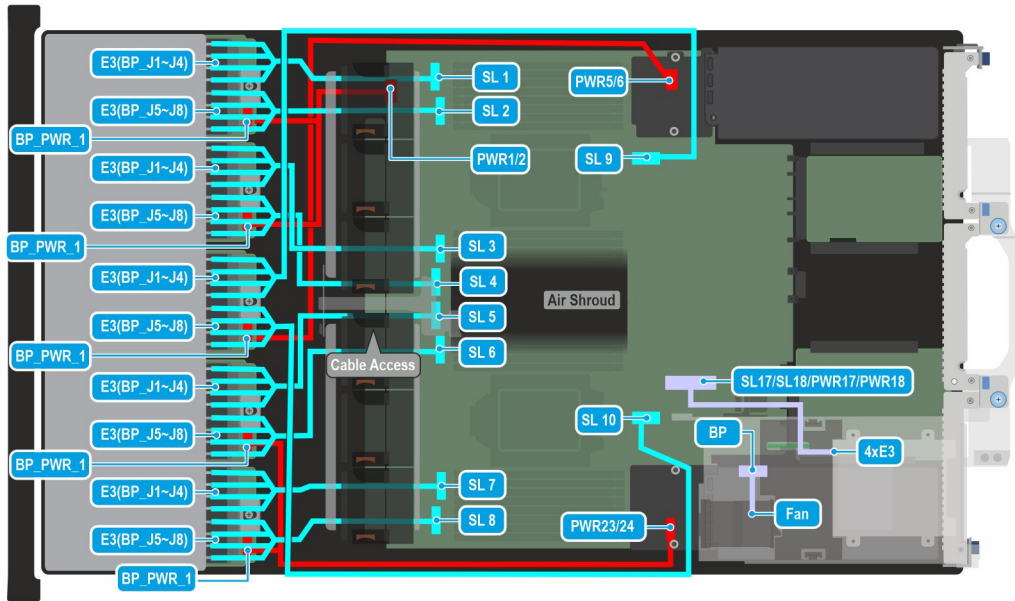 E3(BP_J1~J4)
SL 1
PWR5/6
E3(BP_J5~J8)
SL 2
BP_PWR_1
E3(BP_J1~J4)
PWR1/2
SL 9
E3(BP_J5~J8)
BP_PWR_1
SL 3
E3(BP_J1~J4)
SL 4
Air Shroud
E3(BP_J5~J8)
SL 5
BP_PWR_1
SL 6
Cable Access
E3(BP_J1~J4)
SL17/SL18/PWR17/PWR18
E3(BP_J5~J8)
SL 10
BP
4xE3
BP_PWR_1
E3(BP_J1~J4)
SL 7
Fan
SL 8
PWR23/24
E3(BP_J5~J8)
BP_PWR_1